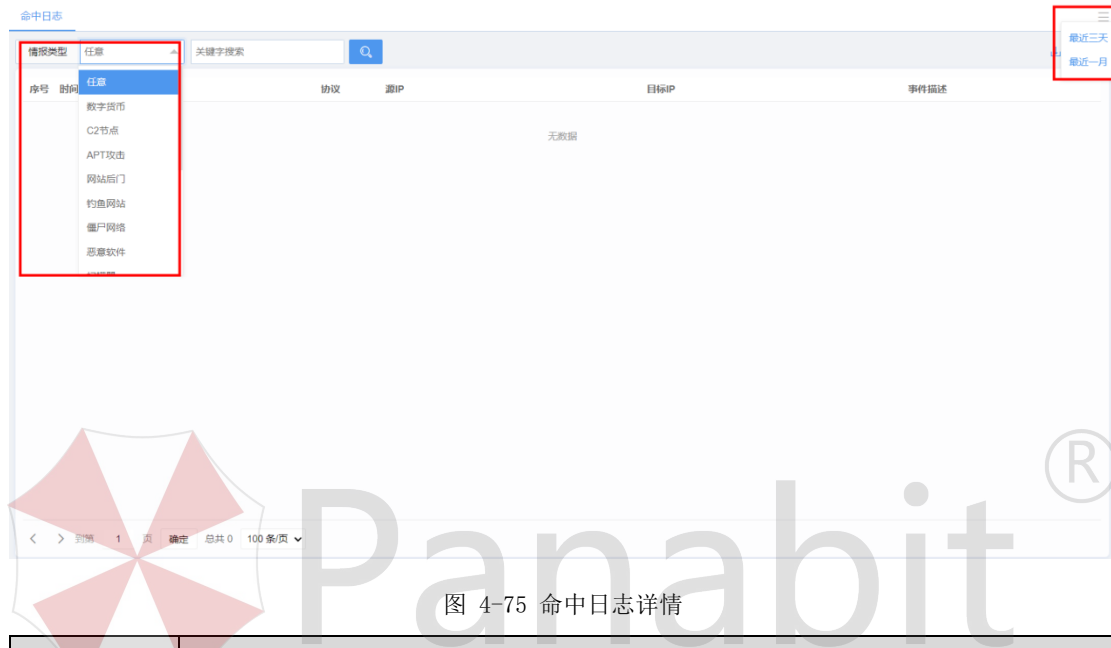 命中日志
最近三天
最近一月
情报类型 任意 关键字搜索
任意
数字货币
C2节点
APT攻击
网站后门
钓鱼网站
僵尸网络
恶意软件
序号 时间 协议 源IP 目标IP 事件描述
无数据
到第 1 页 确定 总共 0 100 条/页
Panabit®
图 4-75 命中日志详情